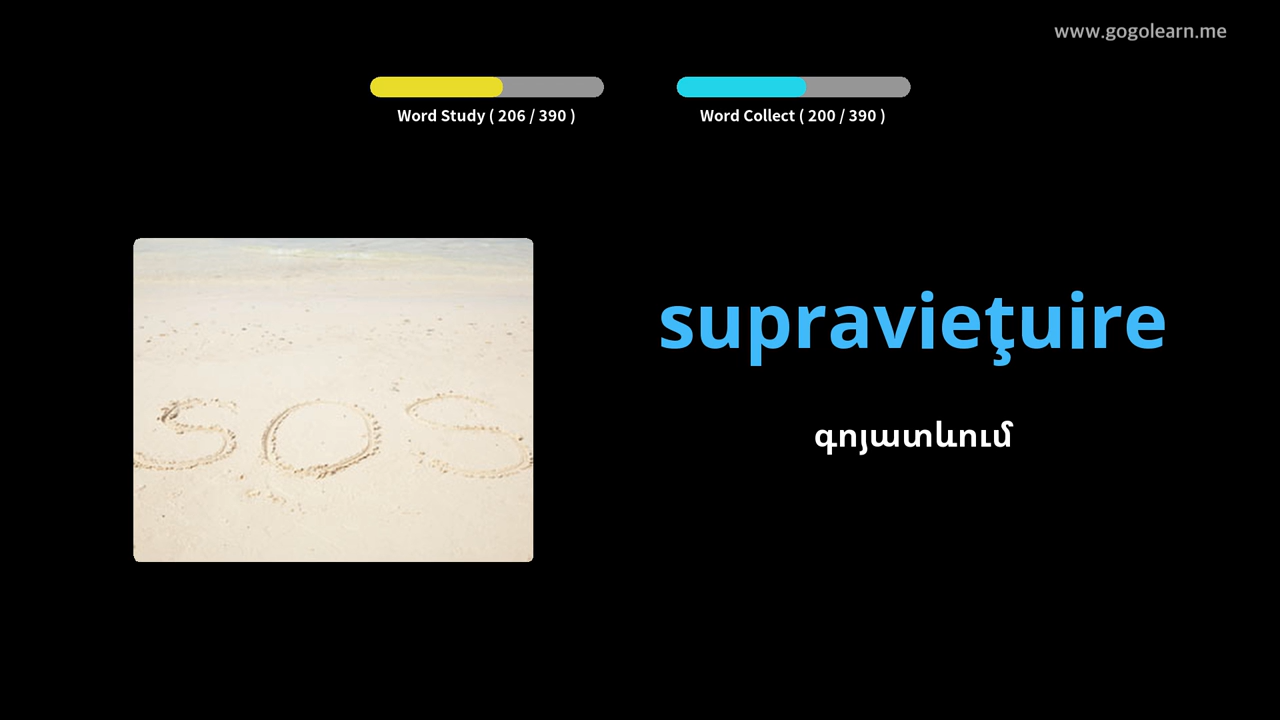 www.gogolearn.me
Word Study ( 206 / 390 )
Word Collect ( 200 / 390 )
supravieţuire
SOS
գոյատևում